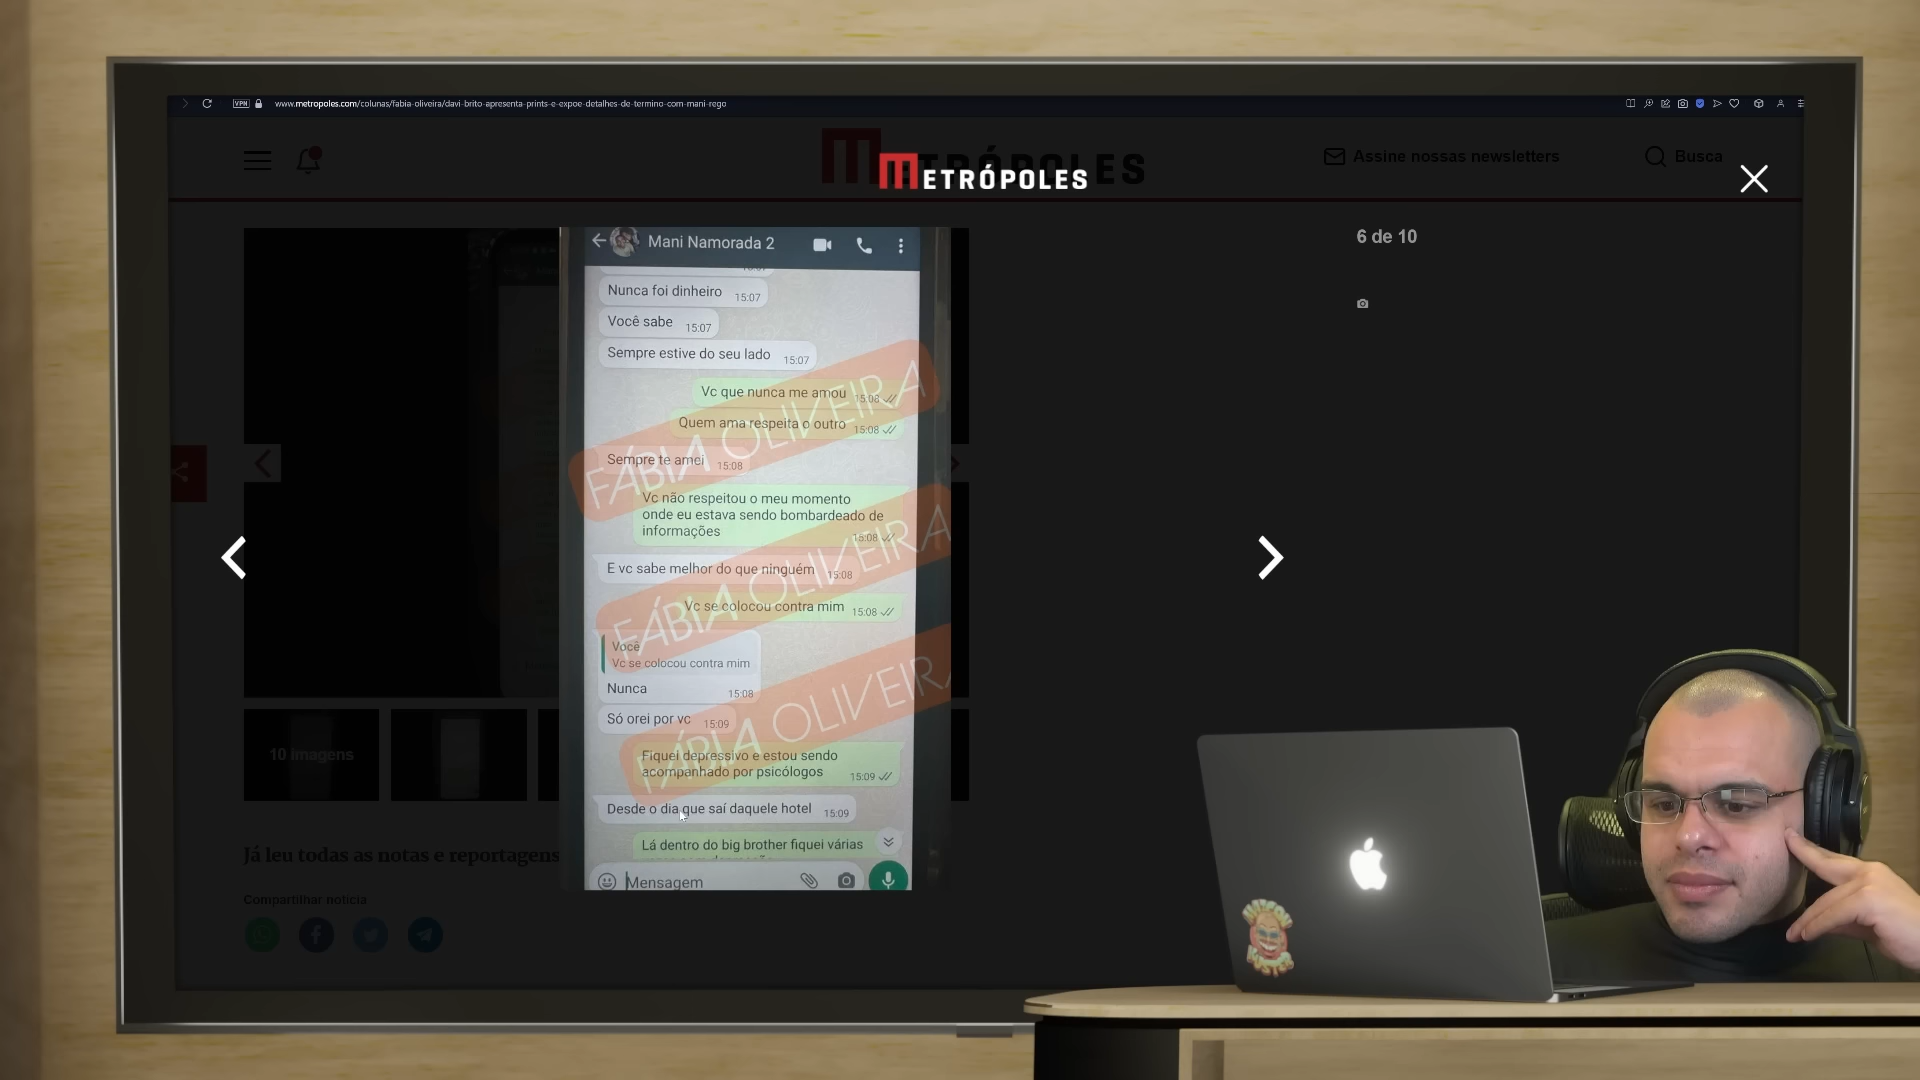 VPN
www.metropoles.com/colunas/fabia-oliveira/davi-brito-apresenta-prints-e-expoe-detalhes-de-termino-com-mani-rego
METRÓPOLES
Assine nossas newsletters
Busca
METRÓPOLES
6 de 10
Mani Namorada 2
Nunca foi dinheiro 15:07
Você sabe 15:07
Sempre estive do seu lado 15:07
Vc que nunca me amou 15:08
Quem ama respeita o outro 15:08
Sempre te amei 15:08
Vc não respeitou o meu momento
onde eu estava sendo bombardeado de
informações 15:08
E vc sabe melhor do que ninguém 15:08
Vc se colocou contra mim 15:08
Você
Vc se colocou contra mim
Nunca 15:08
Só orei por vc 15:09
Fiquei depressivo e estou sendo
acompanhado por psicólogos 15:09
Desde o dia que saí daquele hotel 15:09
Lá dentro do big brother fiquei várias
Mensagem
FÁBIA OLIVEIRA
FÁBIA OLIVEIRA
FÁBIA OLIVEIRA
10 imagens
Já leu todas as notas e reportagens
Compartilhar notícia